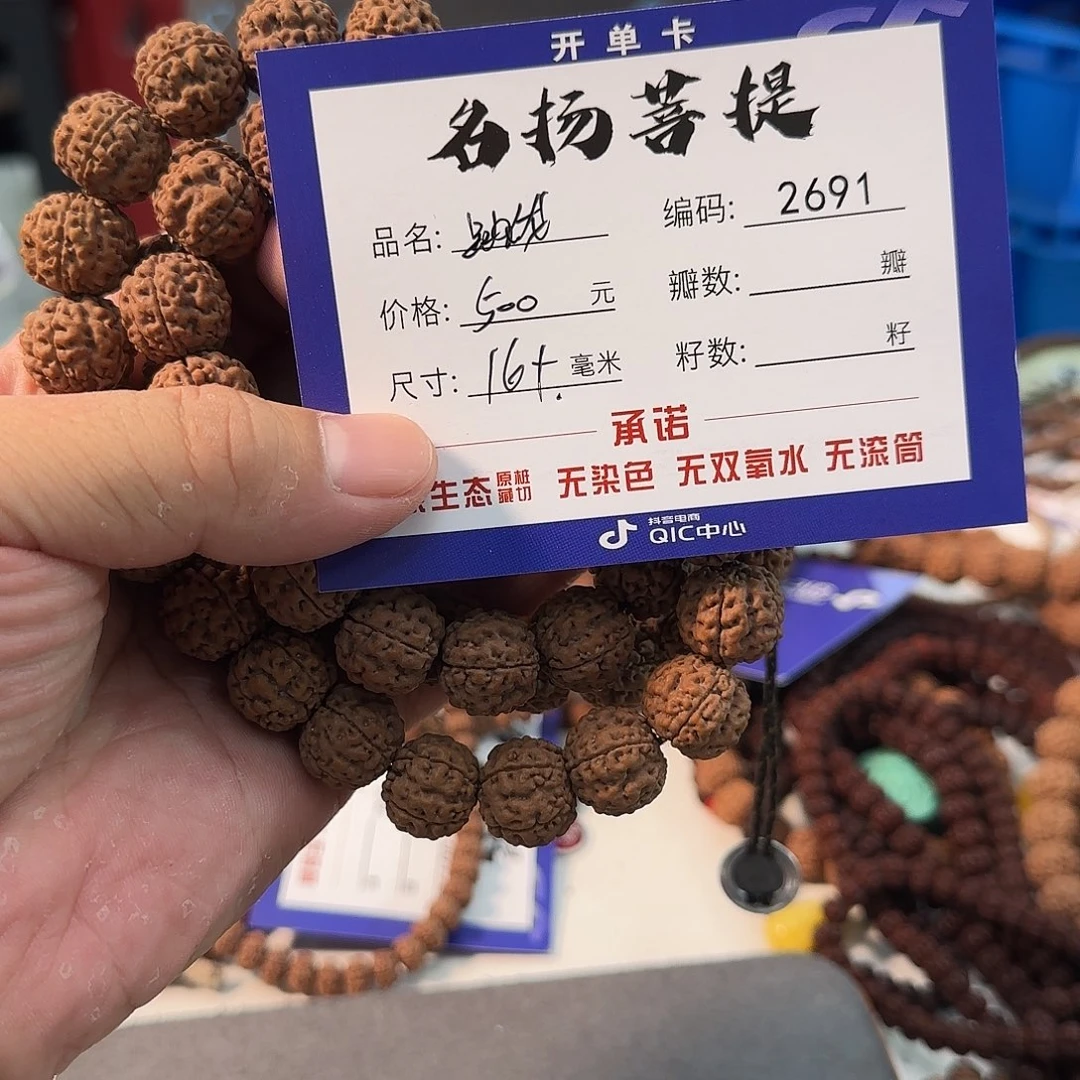 开单卡
名扬菩提
品名: 编码: 2691
价格: 500 元 瓣数: 瓣
尺寸: 16+. 毫米 籽数: 籽
承诺
生态 原桩藏切 无染色 无双氧水 无滚筒
抖音电商
QIC中心